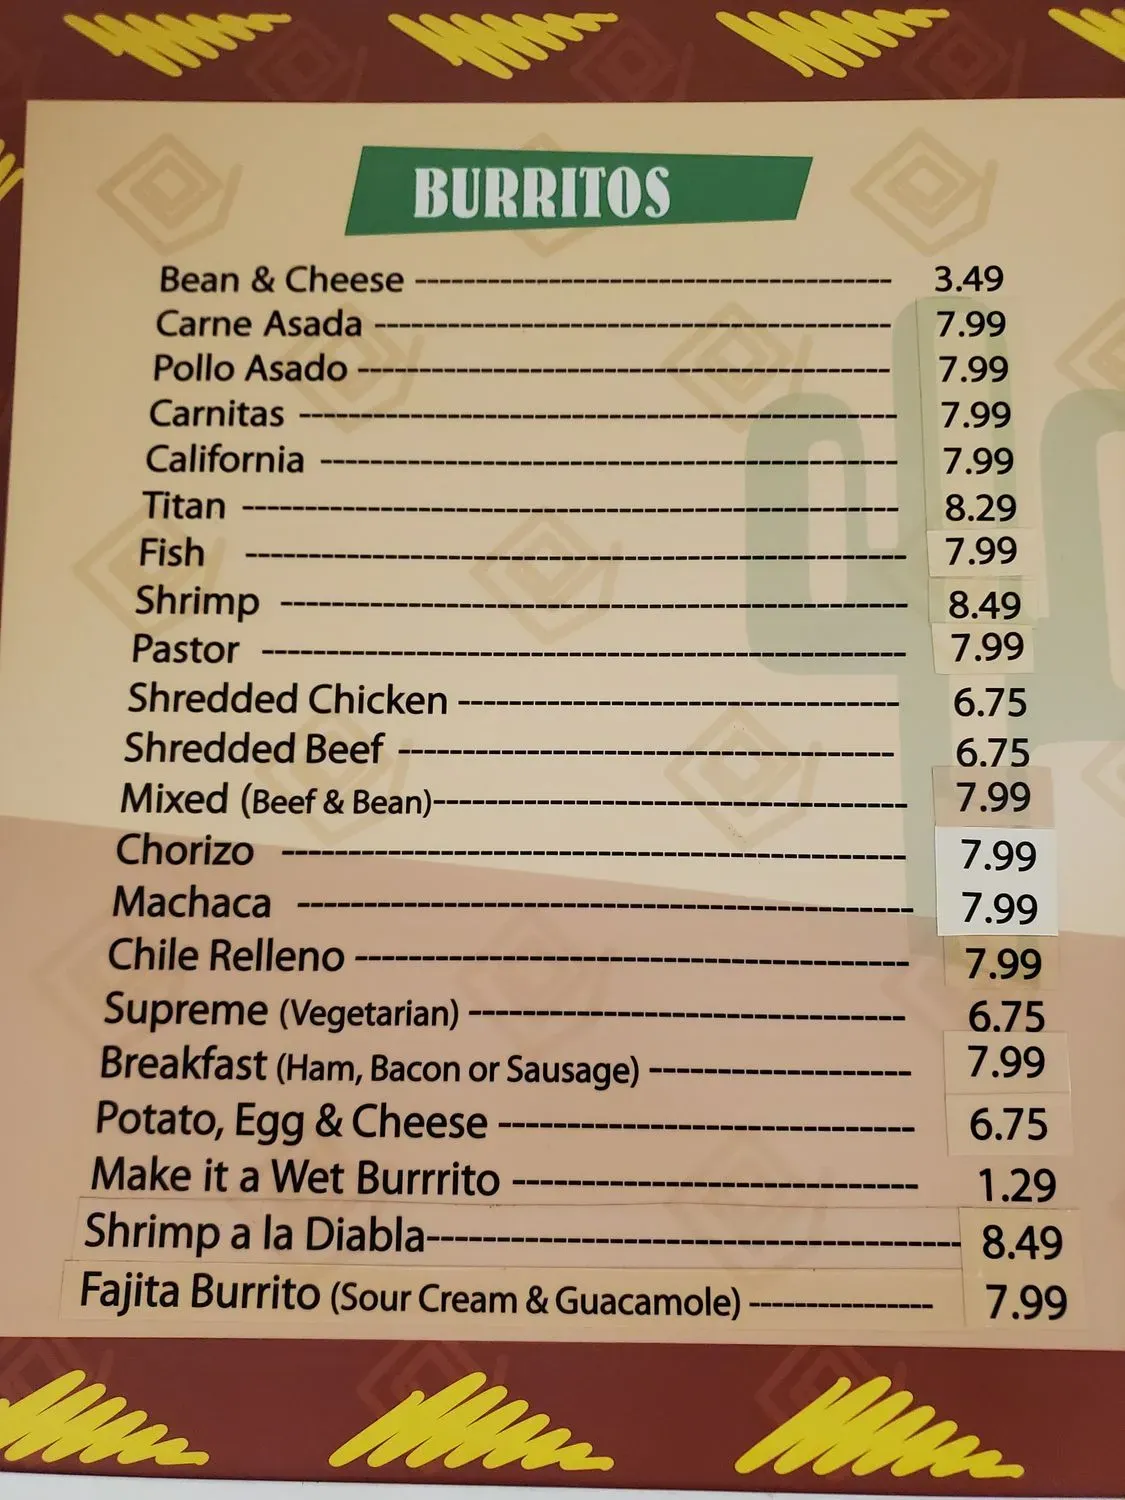 BURRITOS
Bean & Cheese ---------------------------------------------- 3.49
Carne Asada -------------------------------------------------- 7.99
Pollo Asado --------------------------------------------------- 7.99
Carnitas -------------------------------------------------------- 7.99
California ------------------------------------------------------ 7.99
Titan ------------------------------------------------------------ 8.29
Fish ------------------------------------------------------------- 7.99
Shrimp --------------------------------------------------------- 8.49
Pastor ---------------------------------------------------------- 7.99
Shredded Chicken ---------------------------------------- 6.75
Shredded Beef --------------------------------------------- 6.75
Mixed (Beef & Bean)------------------------------------------- 7.99
Chorizo --------------------------------------------------------- 7.99
Machaca ------------------------------------------------------- 7.99
Chile Relleno ------------------------------------------------ 7.99
Supreme (Vegetarian) -------------------------------------- 6.75
Breakfast (Ham, Bacon or Sausage) ----------------------- 7.99
Potato, Egg & Cheese ------------------------------------ 6.75
Make it a Wet Burrrito ----------------------------------- 1.29
Shrimp a la Diabla--------------------------------------------- 8.49
Fajita Burrito (Sour Cream & Guacamole) ---------------- 7.99